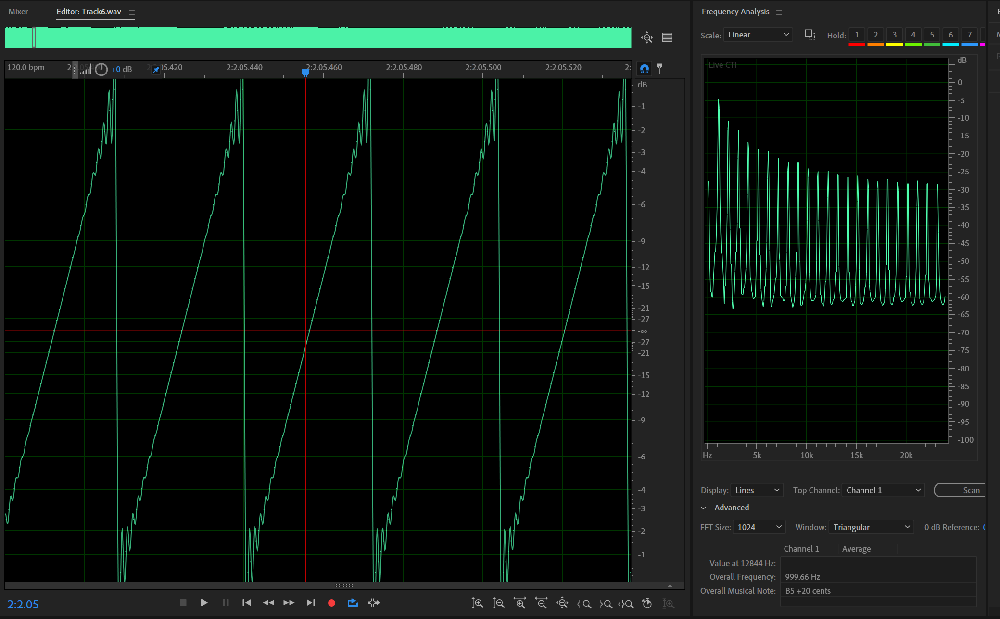 Mixer
Editor: Track6.wav
Frequency Analysis
Scale: Linear
Hold: 1 2 3 4 5 6 7
120.0 bpm
+0 dB
2:2.05.440 2:2.05.460 2:2.05.480 2:2.05.500 2:2.05.520 2:
dB
-1
-2
-3
-4
-6
-9
-12
-15
-21
-27
-∞
-27
-21
-15
-12
-9
-6
-4
-3
-2
-1
Live CTI
dB
0
-5
-10
-15
-20
-25
-30
-35
-40
-45
-50
-55
-60
-65
-70
-75
-80
-85
-90
-95
-100
Hz 5k 10k 15k 20k
Display: Lines Top Channel: Channel 1 Scan
Advanced
FFT Size: 1024 Window: Triangular 0 dB Reference:
Channel 1 Average
Value at 12844 Hz:
Overall Frequency: 999.66 Hz
Overall Musical Note: B5 +20 cents
2:2.05